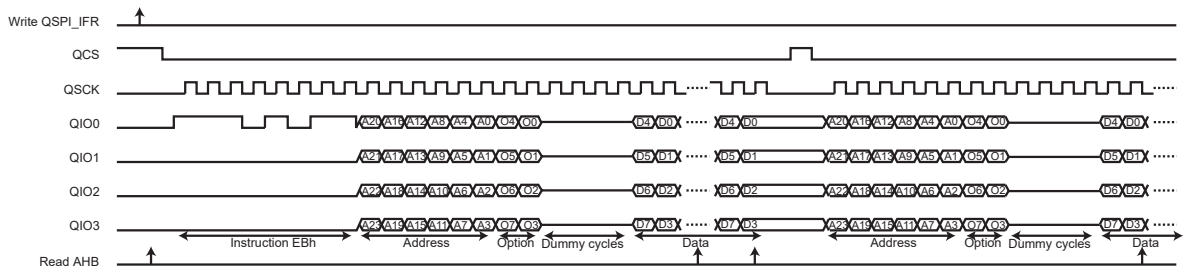 Write QSPI_IFR
QCS
QSCK
QIO0 A20 A16 A12 A8 A4 A0 O4 O0 D4 D0 D4 D0 A20 A16 A12 A8 A4 A0 O4 O0 D4 D0
QIO1 A21 A17 A13 A9 A5 A1 O5 O1 D5 D1 D5 D1 A21 A17 A13 A9 A5 A1 O5 O1 D5 D1
QIO2 A22 A18 A14 A10 A6 A2 O6 O2 D6 D2 D6 D2 A22 A18 A14 A10 A6 A2 O6 O2 D6 D2
QIO3 A23 A19 A15 A11 A7 A3 O7 O3 D7 D3 D7 D3 A23 A19 A15 A11 A7 A3 O7 O3 D7 D3
Instruction EBh Address Option Dummy cycles Data Address Option Dummy cycles Data
Read AHB